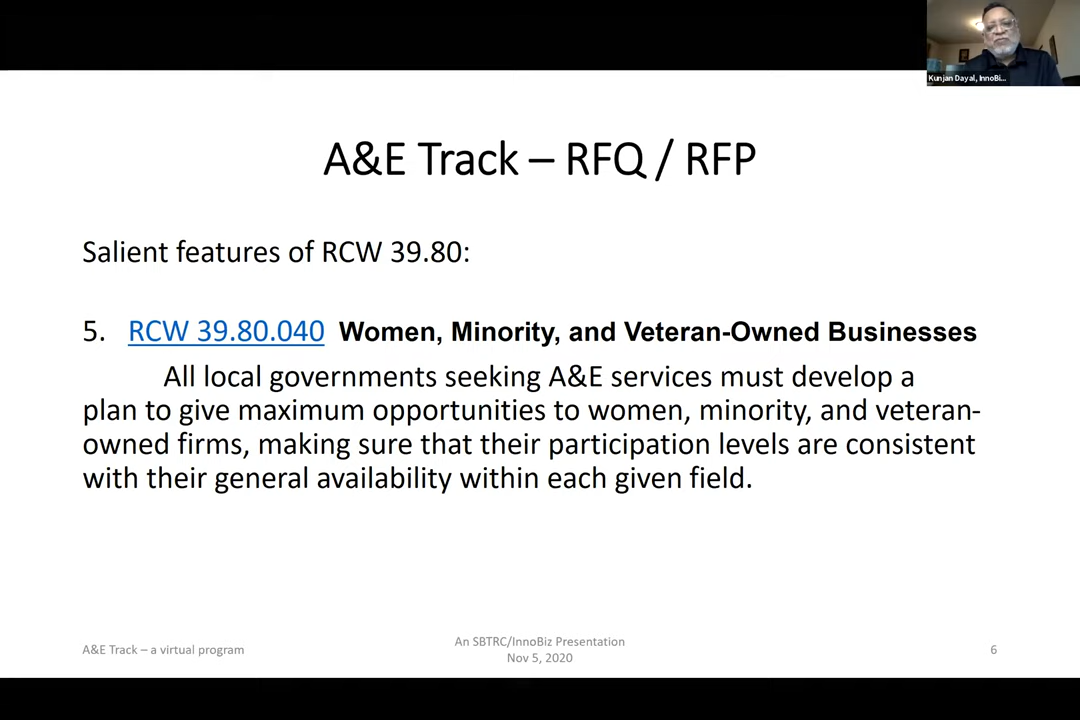 Kunjan Dayal, InnoBi...
A&E Track – RFQ / RFP
Salient features of RCW 39.80:
5. RCW 39.80.040 Women, Minority, and Veteran-Owned Businesses
All local governments seeking A&E services must develop a
plan to give maximum opportunities to women, minority, and veteran-
owned firms, making sure that their participation levels are consistent
with their general availability within each given field.
A&E Track – a virtual program
An SBTRC/InnoBiz Presentation
Nov 5, 2020
6